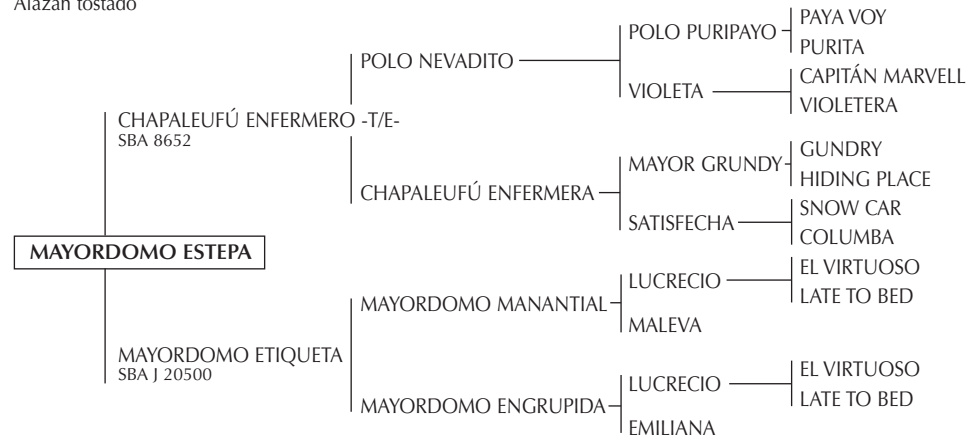 Alazán tostado
PAYA VOY
POLO PURIPAYO
PURITA
POLO NEVADITO
CAPITÁN MARVELL
VIOLETA
VIOLETERA
CHAPALEUFÚ ENFERMERO -T/E-
SBA 8652
GUNDRY
MAYOR GRUNDY
HIDING PLACE
CHAPALEUFÚ ENFERMERA
SNOW CAR
SATISFECHA
COLUMBA
MAYORDOMO ESTEPA
EL VIRTUOSO
LUCRECIO
LATE TO BED
MAYORDOMO MANANTIAL
MALEVA
MAYORDOMO ETIQUETA
SBA J 20500
EL VIRTUOSO
LUCRECIO
LATE TO BED
MAYORDOMO ENGRUPIDA
EMILIANA